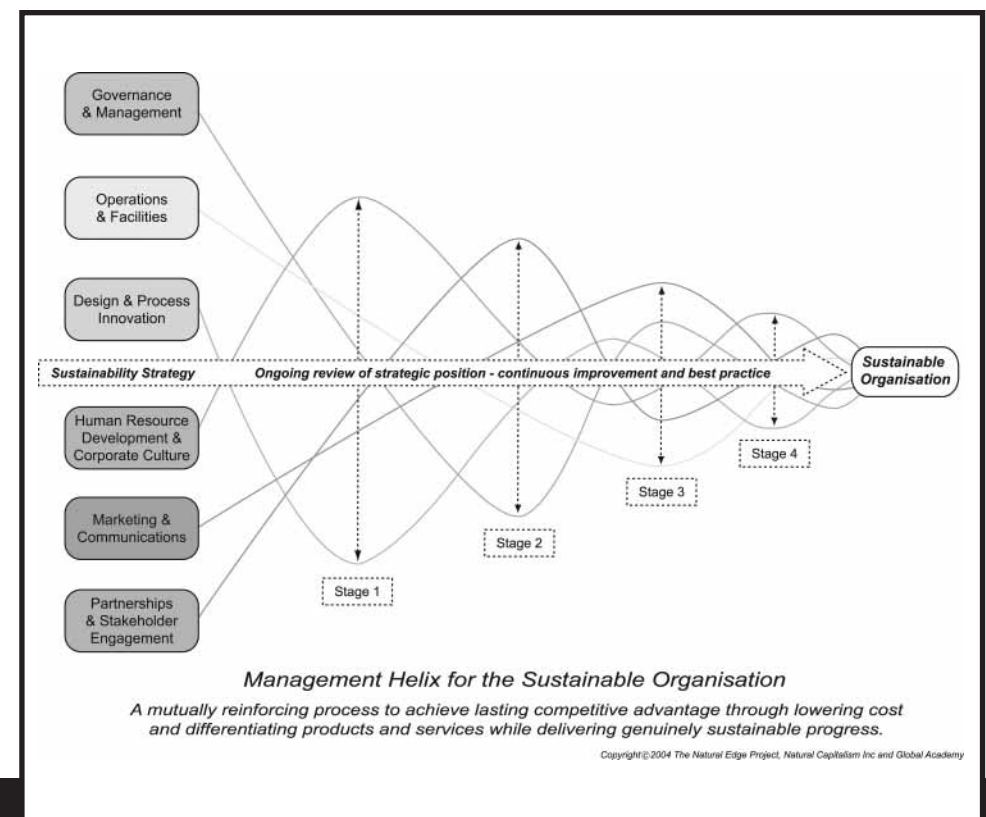 Governance
& Management
Operations
& Facilities
Design & Process
Innovation
Sustainability Strategy
Ongoing review of strategic position - continuous improvement and best practice
Sustainable
Organisation
Human Resource
Development &
Corporate Culture
Marketing &
Communications
Partnerships
& Stakeholder
Engagement
Stage 1
Stage 2
Stage 3
Stage 4
Management Helix for the Sustainable Organisation
A mutually reinforcing process to achieve lasting competitive advantage through lowering cost
and differentiating products and services while delivering genuinely sustainable progress.
Copyright©2004 The Natural Edge Project, Natural Capitalism Inc and Global Academy